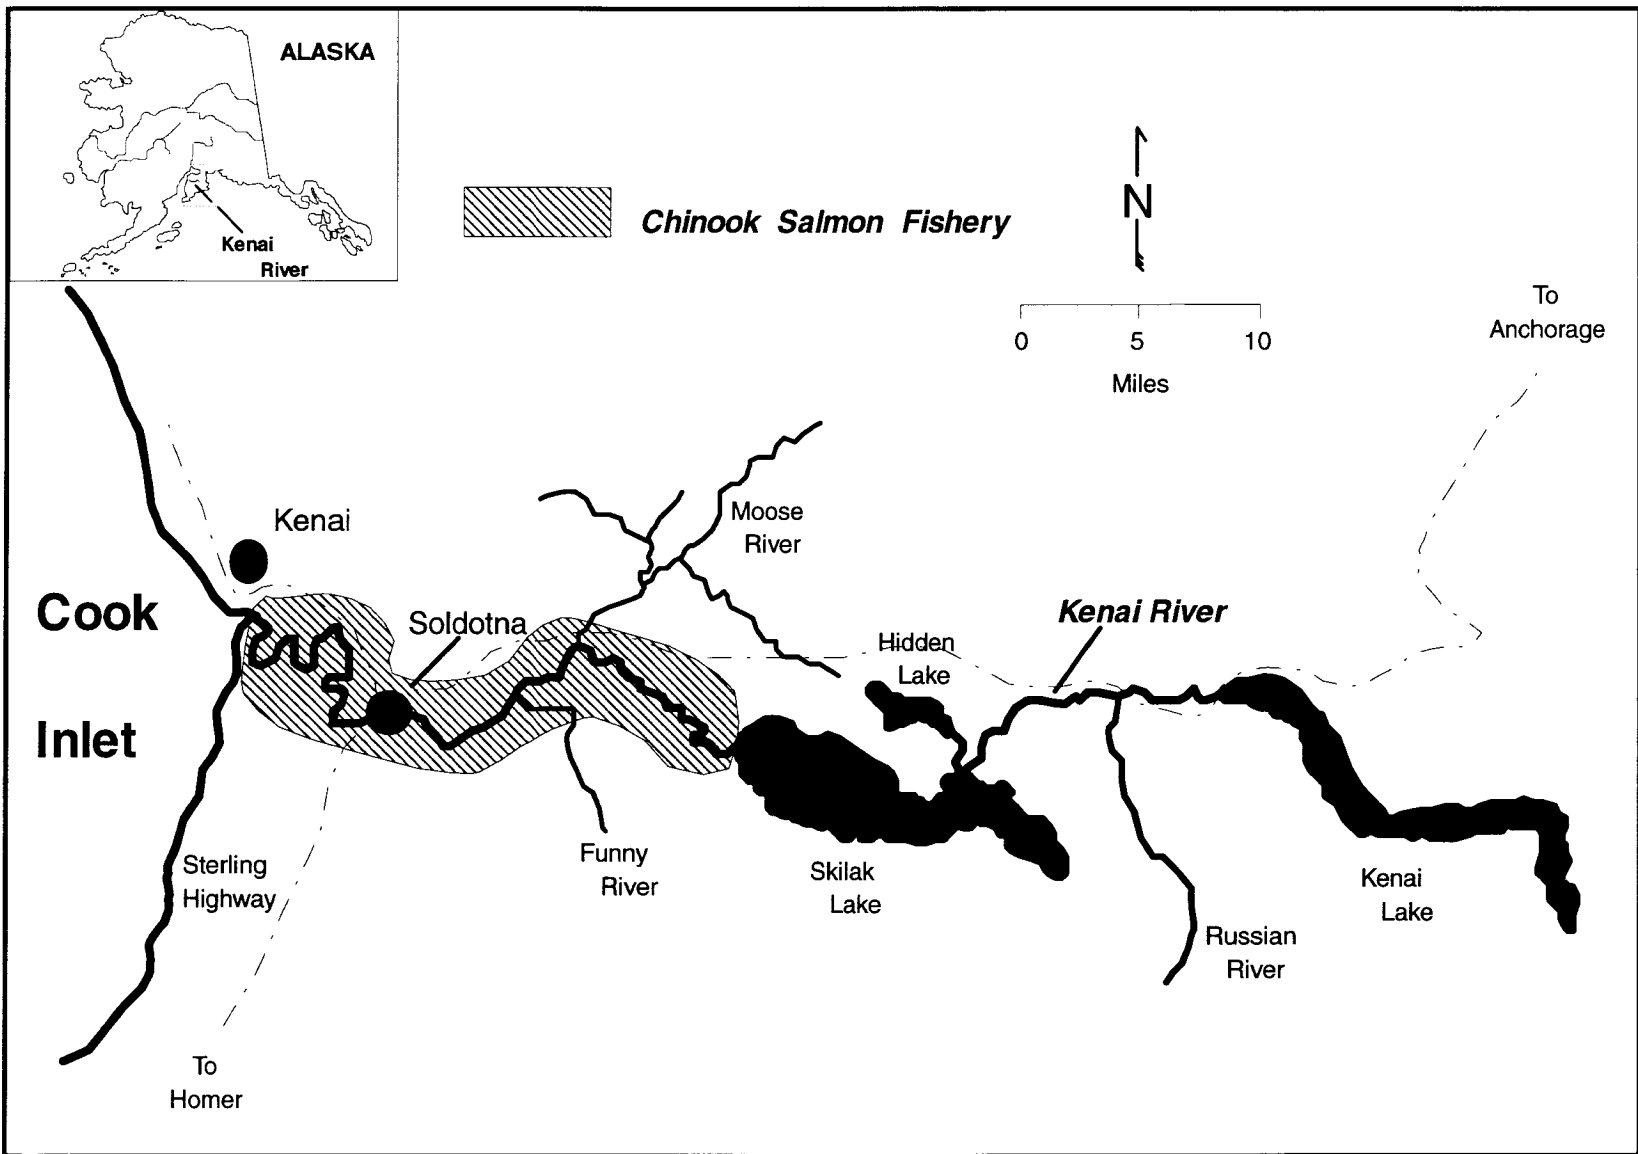 ALASKA
Kenai
River
Chinook Salmon Fishery
N
0 5 10
Miles
To
Anchorage
Kenai
Moose
River
Cook
Inlet
Soldotna
Hidden
Lake
Kenai River
Sterling
Highway
Funny
River
Skilak
Lake
Kenai
Lake
Russian
River
To
Homer